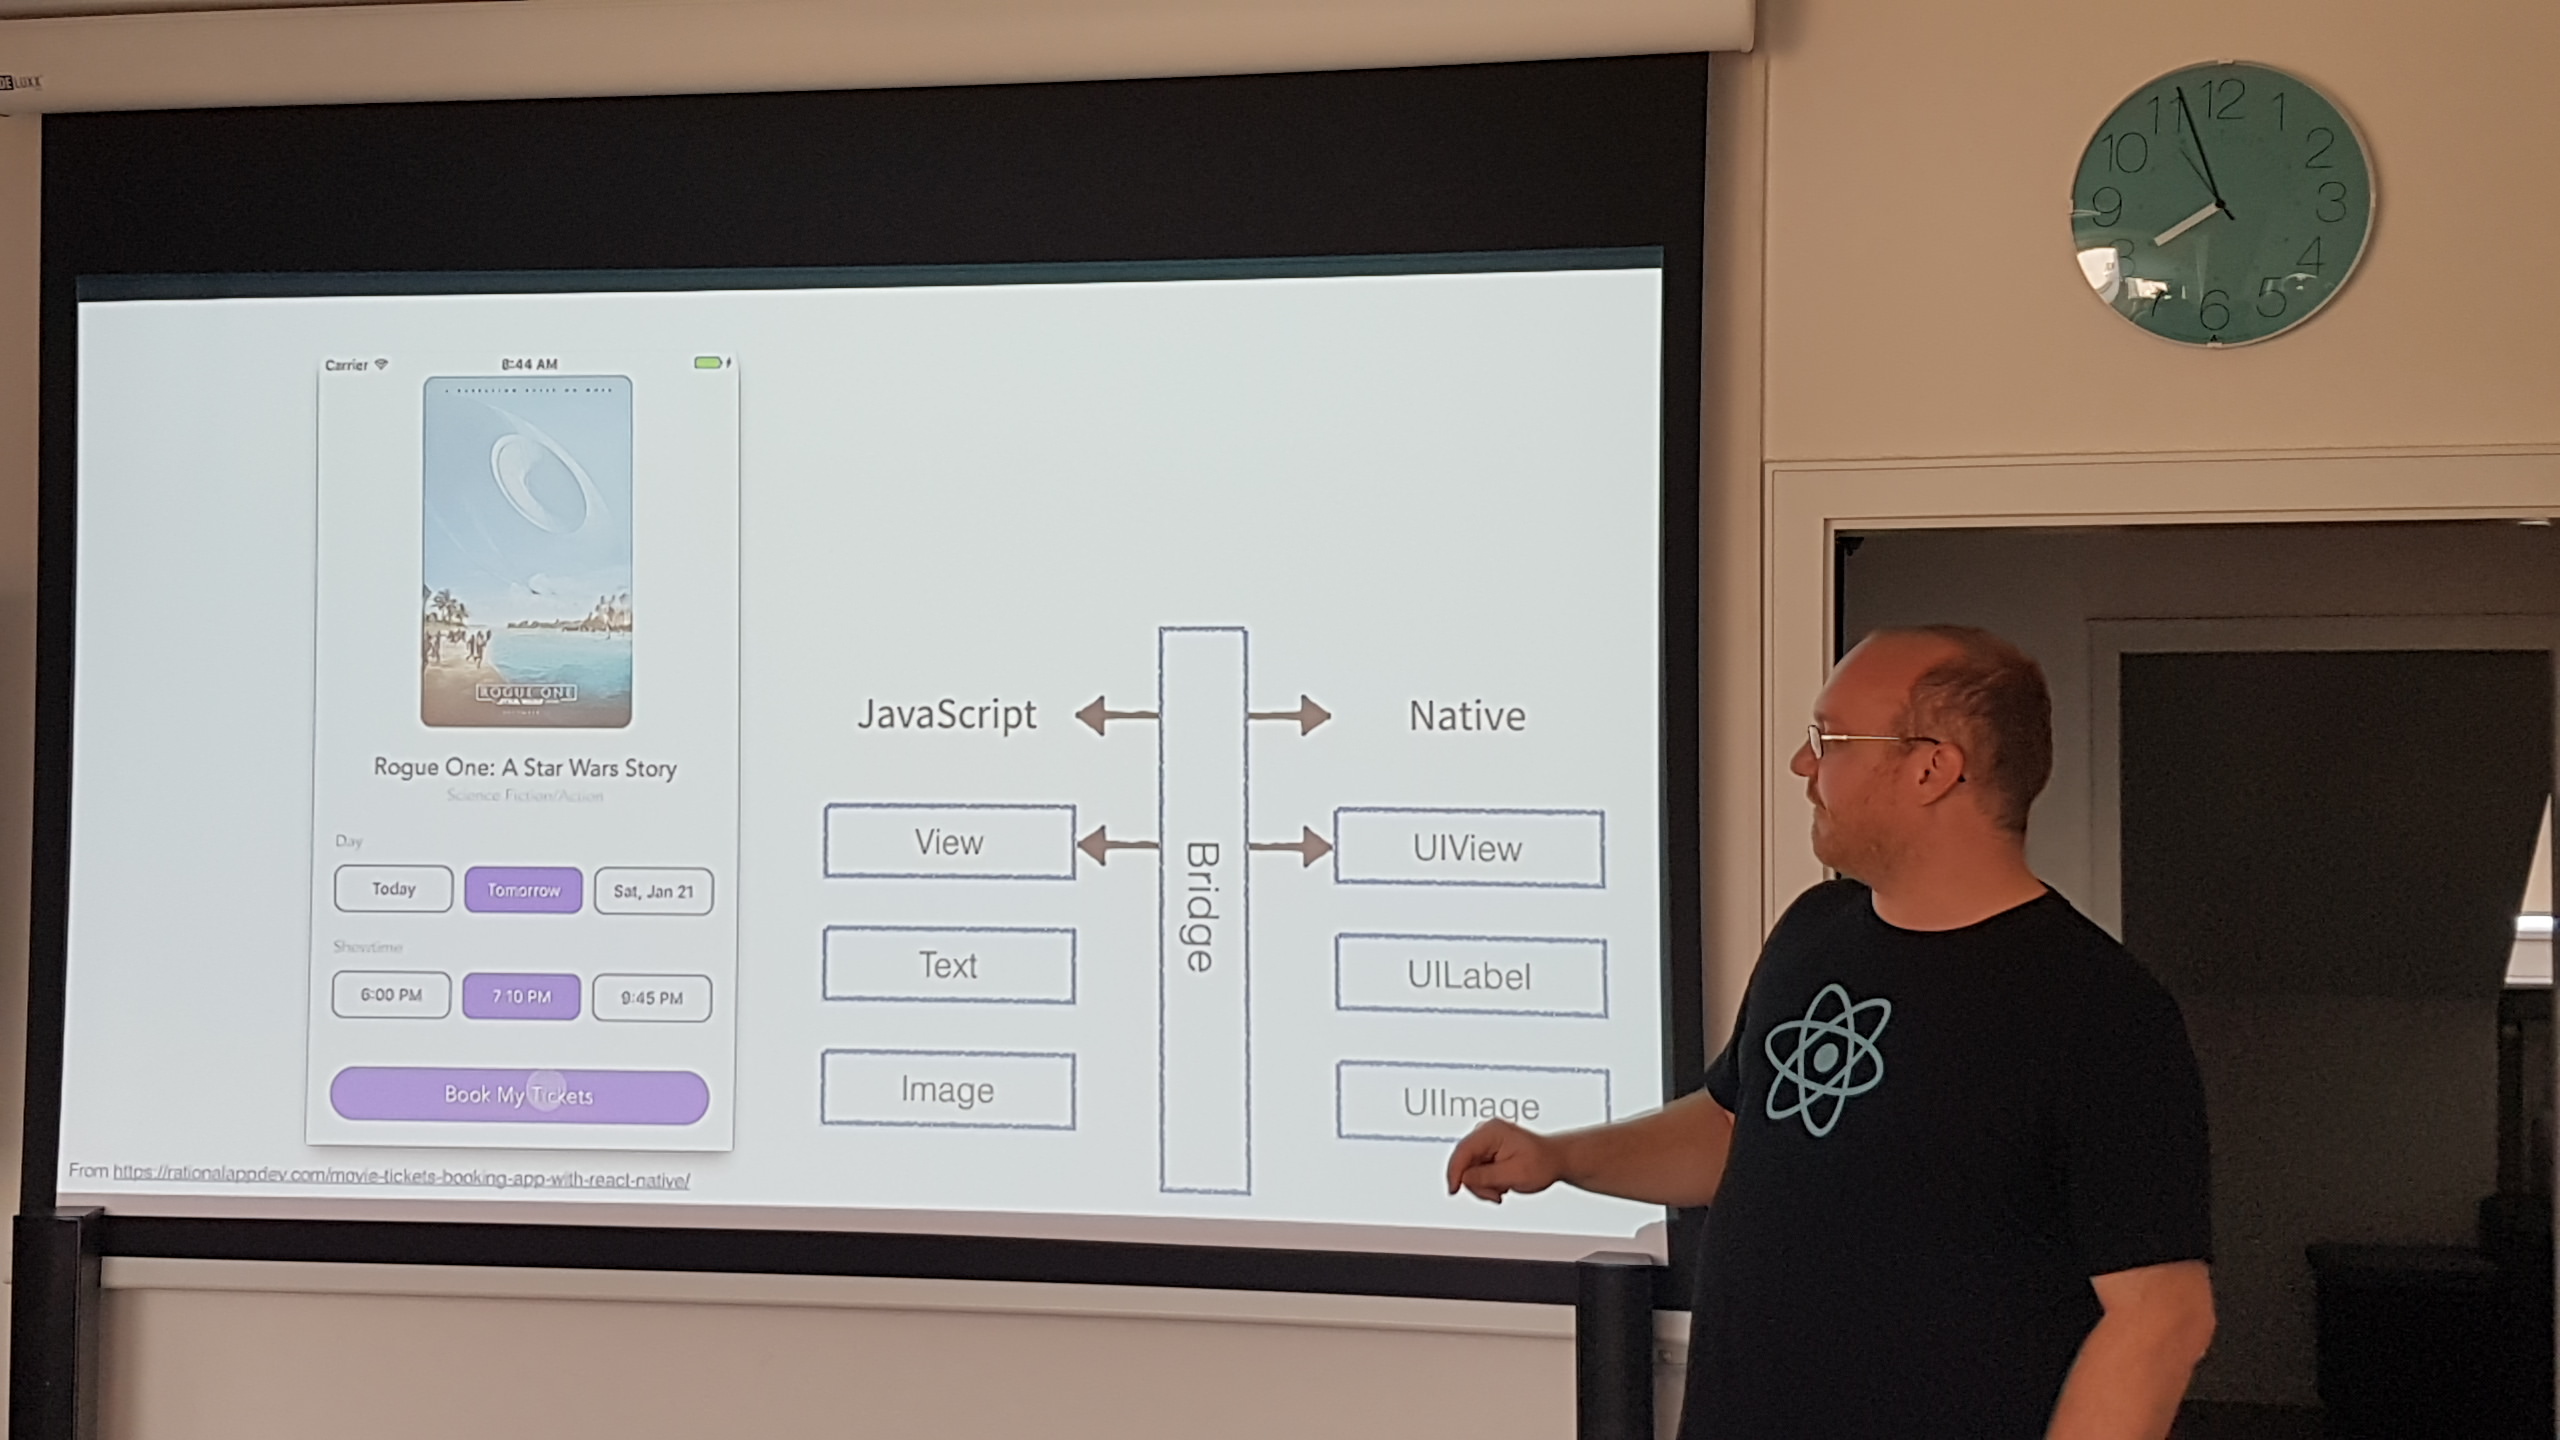 LUXX
Carrier
8:44 AM
ROGUE ONE
Rogue One: A Star Wars Story
Science Fiction/Action
Day
Today
Tomorrow
Sat, Jan 21
Showtime
6:00 PM
7:10 PM
9:45 PM
Book My Tickets
From https://rationalappdev.com/movie-tickets-booking-app-with-react-native/
JavaScript
Native
View
Text
Image
Bridge
UIView
UILabel
UIImage
12
1
2
3
4
5
6
7
8
9
10
11